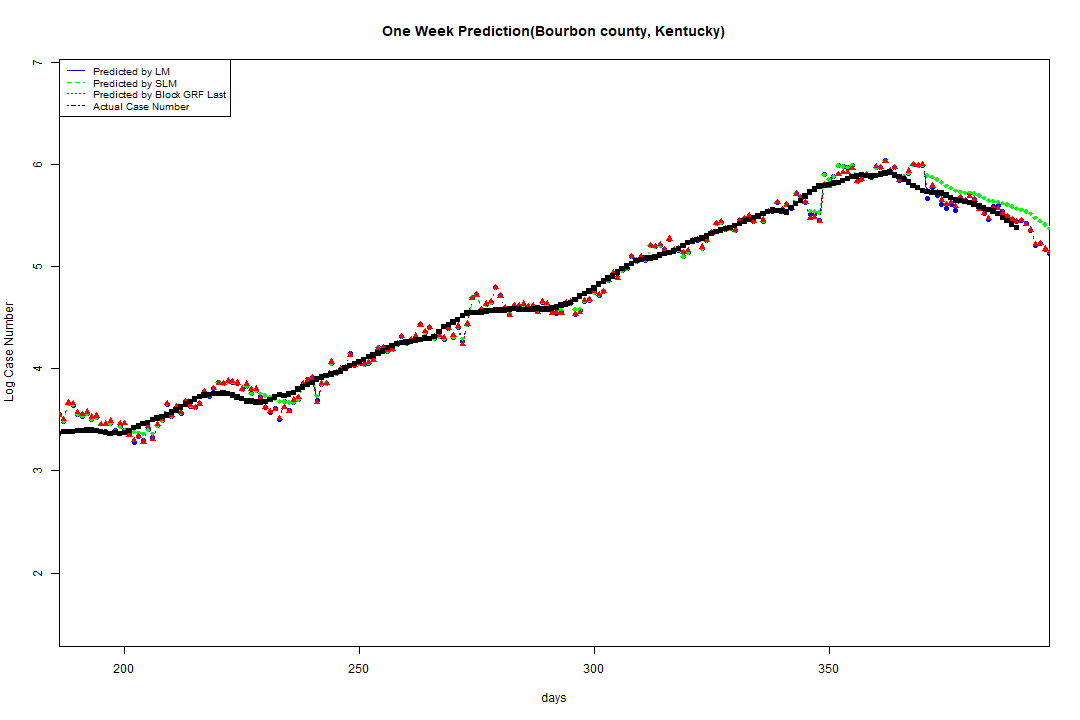 One Week Prediction(Bourbon county, Kentucky)
Predicted by LM
Predicted by SLM
Predicted by Block GRF Last
Actual Case Number
Log Case Number
7
6
5
4
3
2
200
250
300
350
days